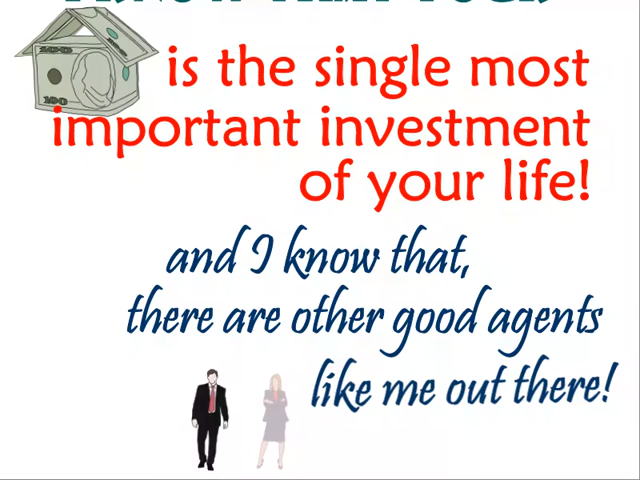 is the single most
important investment
of your life!
and I know that,
there are other good agents
like me out there!
100